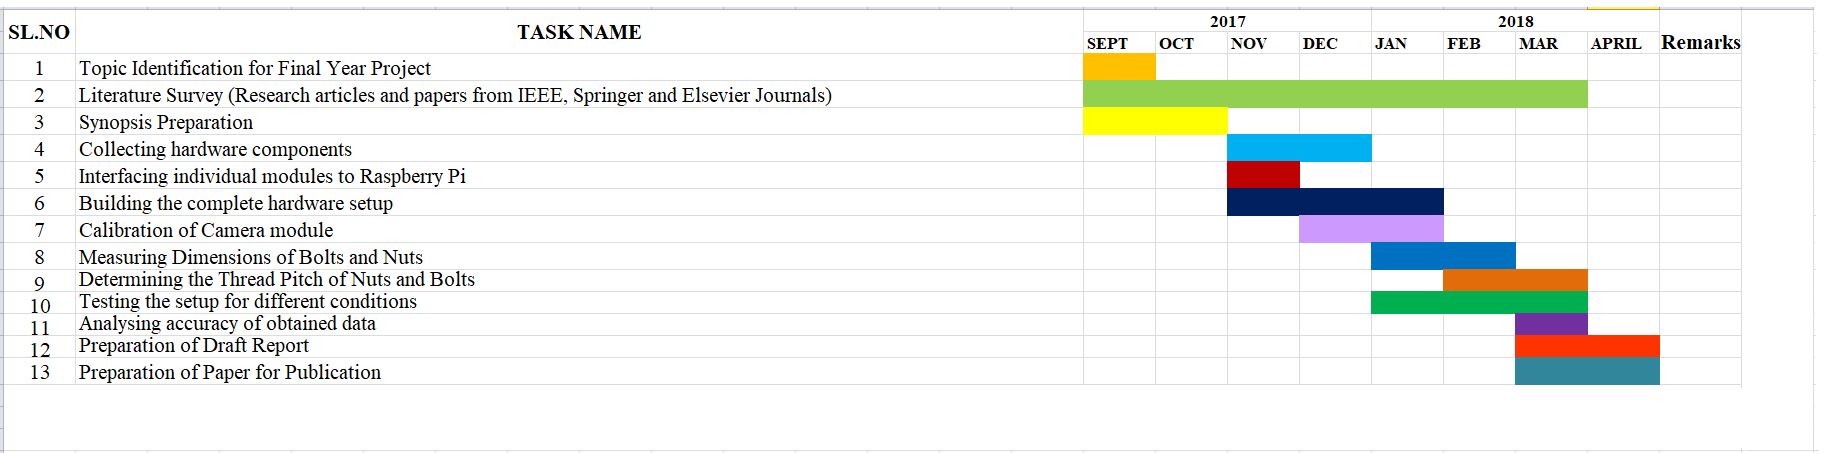 2017 2018
SL.NO TASK NAME
SEPT OCT NOV DEC JAN FEB MAR APRIL Remarks
1 Topic Identification for Final Year Project
2 Literature Survey (Research articles and papers from IEEE, Springer and Elsevier Journals)
3 Synopsis Preparation
4 Collecting hardware components
5 Interfacing individual modules to Raspberry Pi
6 Building the complete hardware setup
7 Calibration of Camera module
8 Measuring Dimensions of Bolts and Nuts
9 Determining the Thread Pitch of Nuts and Bolts
10 Testing the setup for different conditions
11 Analysing accuracy of obtained data
12 Preparation of Draft Report
13 Preparation of Paper for Publication